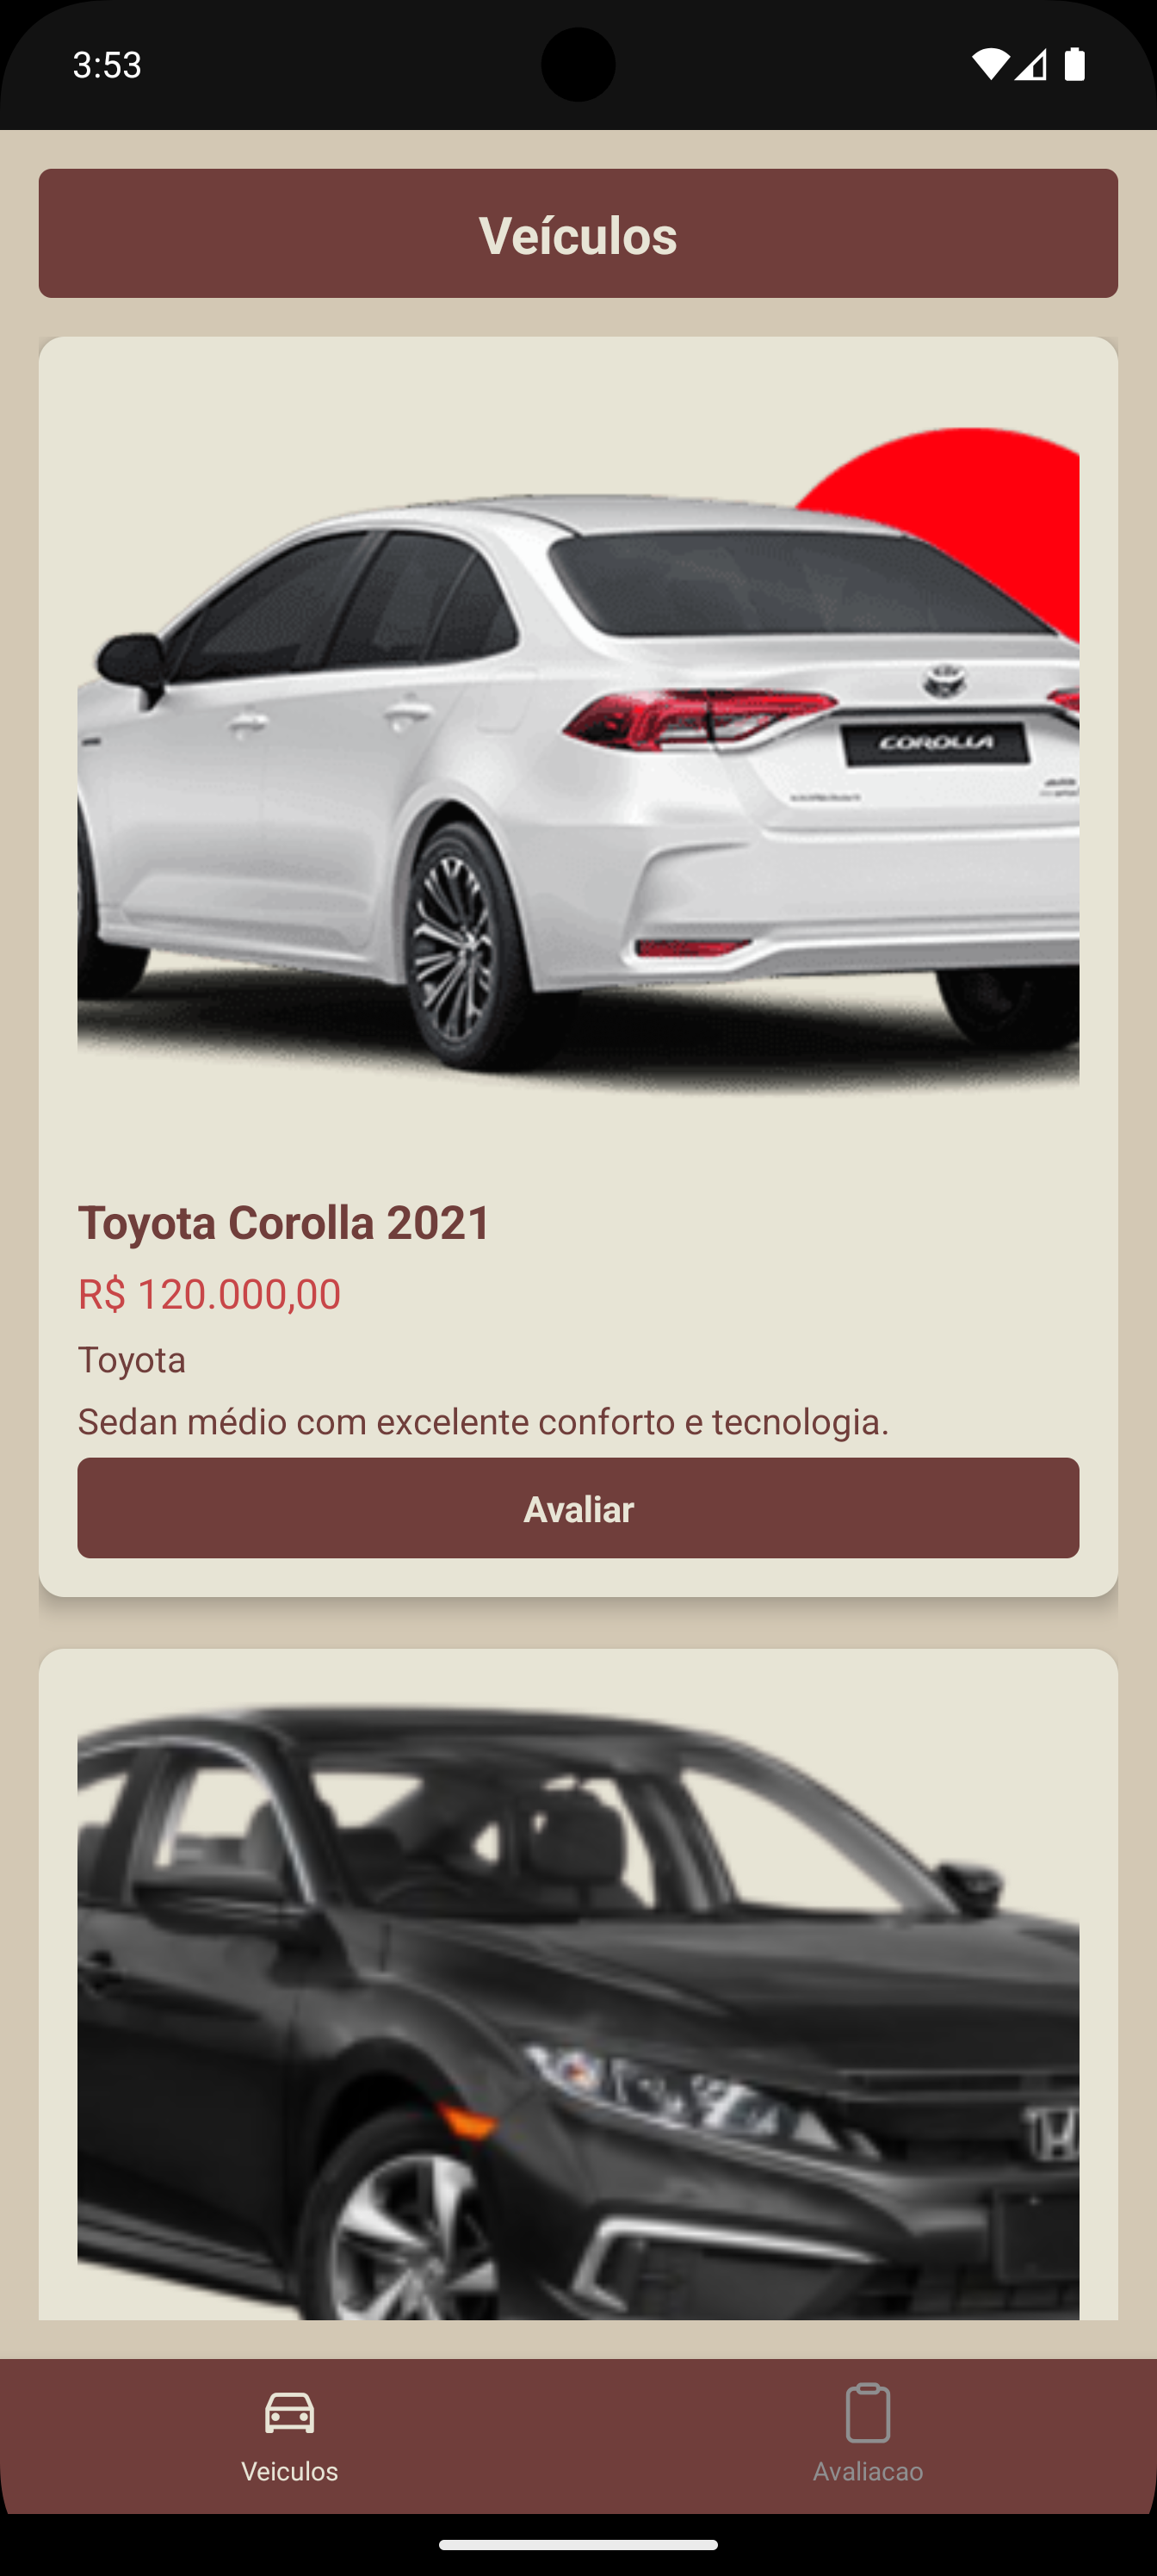 3:53
Veículos
COROLLA
Toyota Corolla 2021
R$ 120.000,00
Toyota
Sedan médio com excelente conforto e tecnologia.
Avaliar
Veiculos
Avaliacao